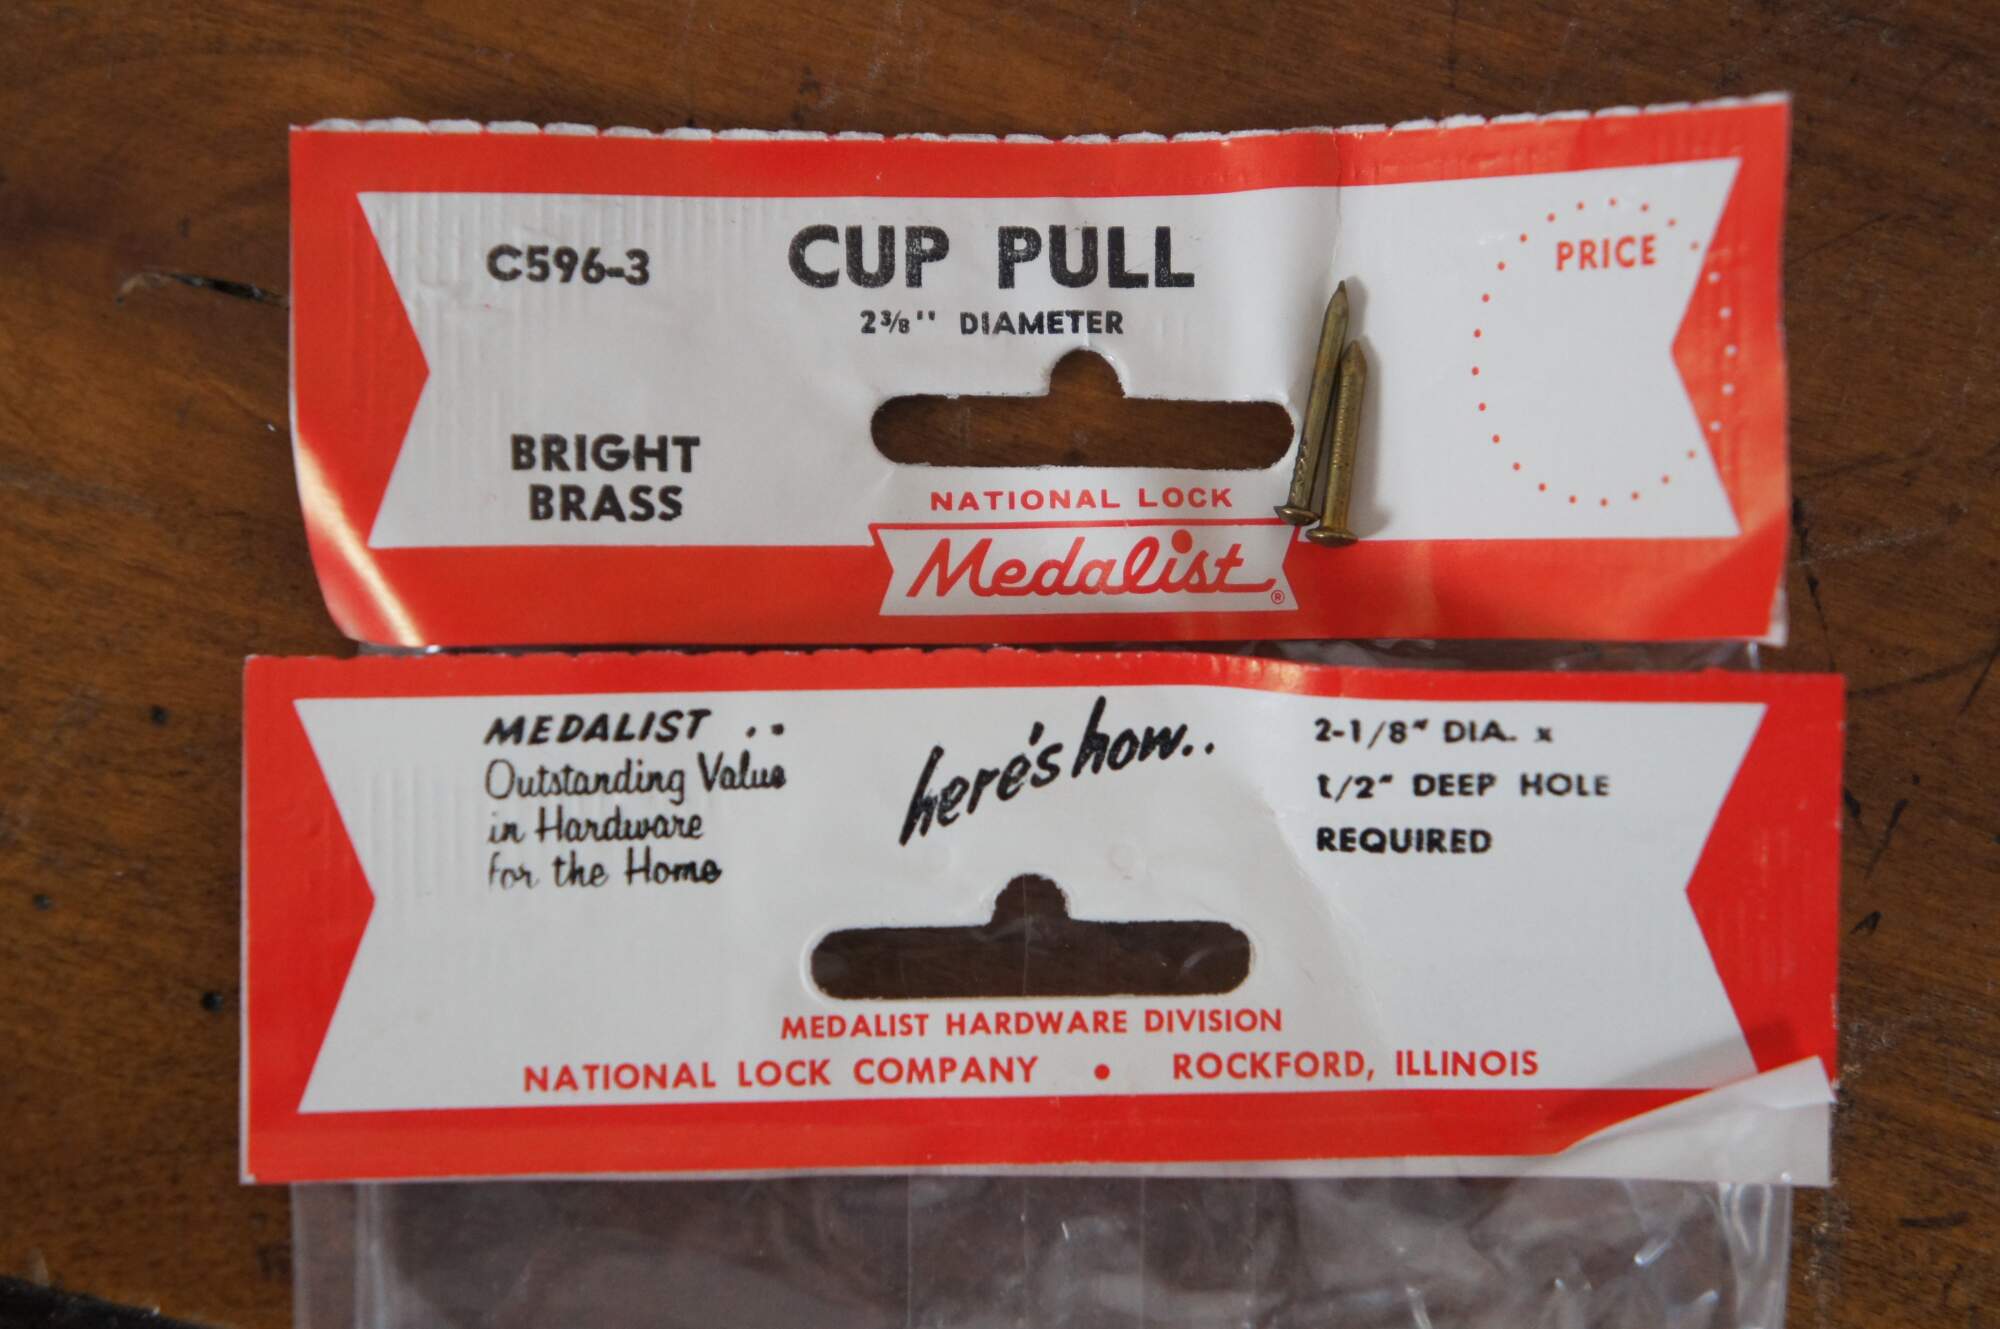 C596-3
CUP PULL
2 3/8" DIAMETER
PRICE
BRIGHT
BRASS
NATIONAL LOCK
Medalist®
MEDALIST ..
Outstanding Value
in Hardware
for the Home
here's how..
2-1/8" DIA. x
1/2" DEEP HOLE
REQUIRED
MEDALIST HARDWARE DIVISION
NATIONAL LOCK COMPANY • ROCKFORD, ILLINOIS